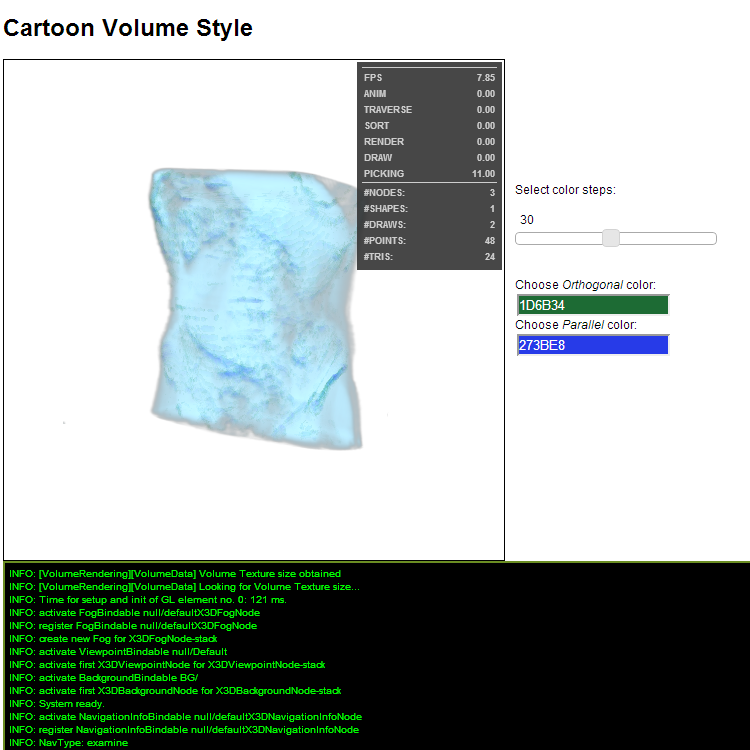 Cartoon Volume Style
FPS 7.85
ANIM 0.00
TRAVERSE 0.00
SORT 0.00
RENDER 0.00
DRAW 0.00
PICKING 11.00
#NODES: 3
#SHAPES: 1
#DRAWS: 2
#POINTS: 48
#TRIS: 24
Select color steps:
30
Choose Orthogonal color:
1D6B34
Choose Parallel color:
273BE8
INFO: [VolumeRendering][VolumeData] Volume Texture size obtained
INFO: [VolumeRendering][VolumeData] Looking for Volume Texture size...
INFO: Time for setup and init of GL element no. 0: 121 ms.
INFO: activate FogBindable null/defaultX3DFogNode
INFO: register FogBindable null/defaultX3DFogNode
INFO: create new Fog for X3DFogNode-stack
INFO: activate ViewpointBindable null/Default
INFO: activate first X3DViewpointNode for X3DViewpointNode-stack
INFO: activate BackgroundBindable BG/
INFO: activate first X3DBackgroundNode for X3DBackgroundNode-stack
INFO: System ready.
INFO: activate NavigationInfoBindable null/defaultX3DNavigationInfoNode
INFO: register NavigationInfoBindable null/defaultX3DNavigationInfoNode
INFO: NavType: examine